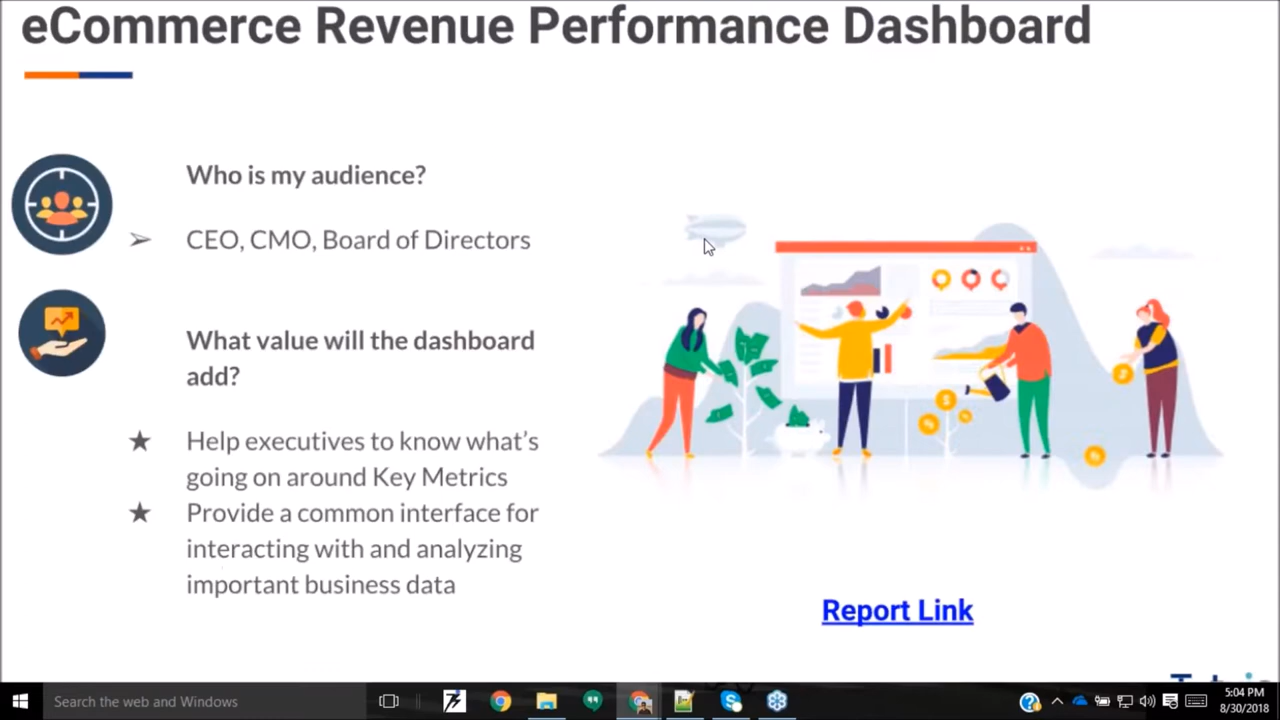 eCommerce Revenue Performance Dashboard
Who is my audience?
➢ CEO, CMO, Board of Directors
What value will the dashboard
add?
★ Help executives to know what’s
going on around Key Metrics
★ Provide a common interface for
interacting with and analyzing
important business data
Report Link
Search the web and Windows
5:04 PM
8/30/2018